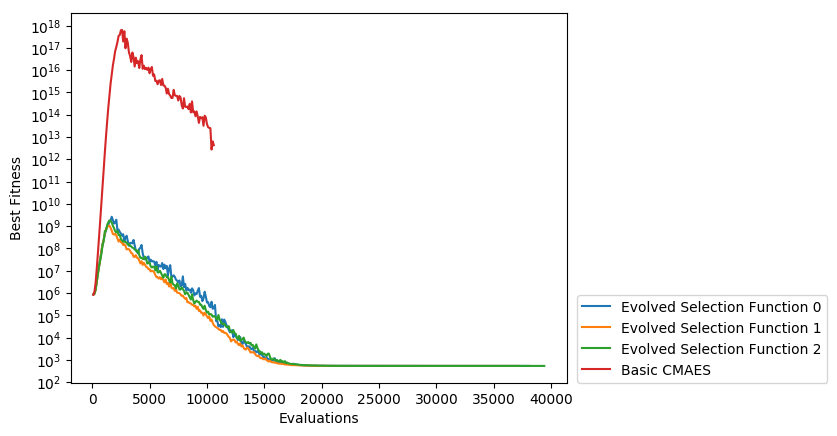 10^18
10^17
10^16
10^15
10^14
10^13
10^12
10^11
10^10
10^9
10^8
10^7
10^6
10^5
10^4
10^3
10^2
Best Fitness
0 5000 10000 15000 20000 25000 30000 35000 40000
Evaluations
Evolved Selection Function 0
Evolved Selection Function 1
Evolved Selection Function 2
Basic CMAES